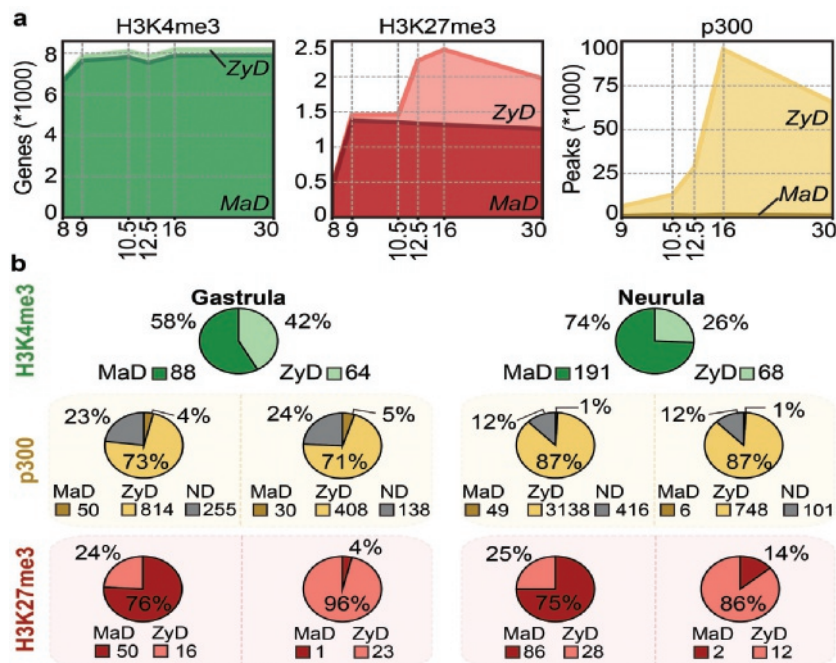 a
H3K4me3
H3K27me3
p300
Genes (*1000)
8
6
4
2
0
ZyD
MaD
8
9
10.5
12.5
16
30
2.5
2
1.5
1
0.5
0
ZyD
MaD
8
9
10.5
12.5
16
30
Peaks (*1000)
100
75
50
25
0
ZyD
MaD
9
10.5
12.5
16
30
b
H3K4me3
Gastrula
58% 42%
MaD 88 ZyD 64
Neurula
74% 26%
MaD 191 ZyD 68
p300
23% 4%
73%
MaD ZyD ND
50 814 255
24% 5%
71%
MaD ZyD ND
30 408 138
12% 1%
87%
MaD ZyD ND
49 3138 416
12% 1%
87%
MaD ZyD ND
6 748 101
H3K27me3
24%
76%
MaD ZyD
50 16
4%
96%
MaD ZyD
1 23
25%
75%
MaD ZyD
86 28
14%
86%
MaD ZyD
2 12